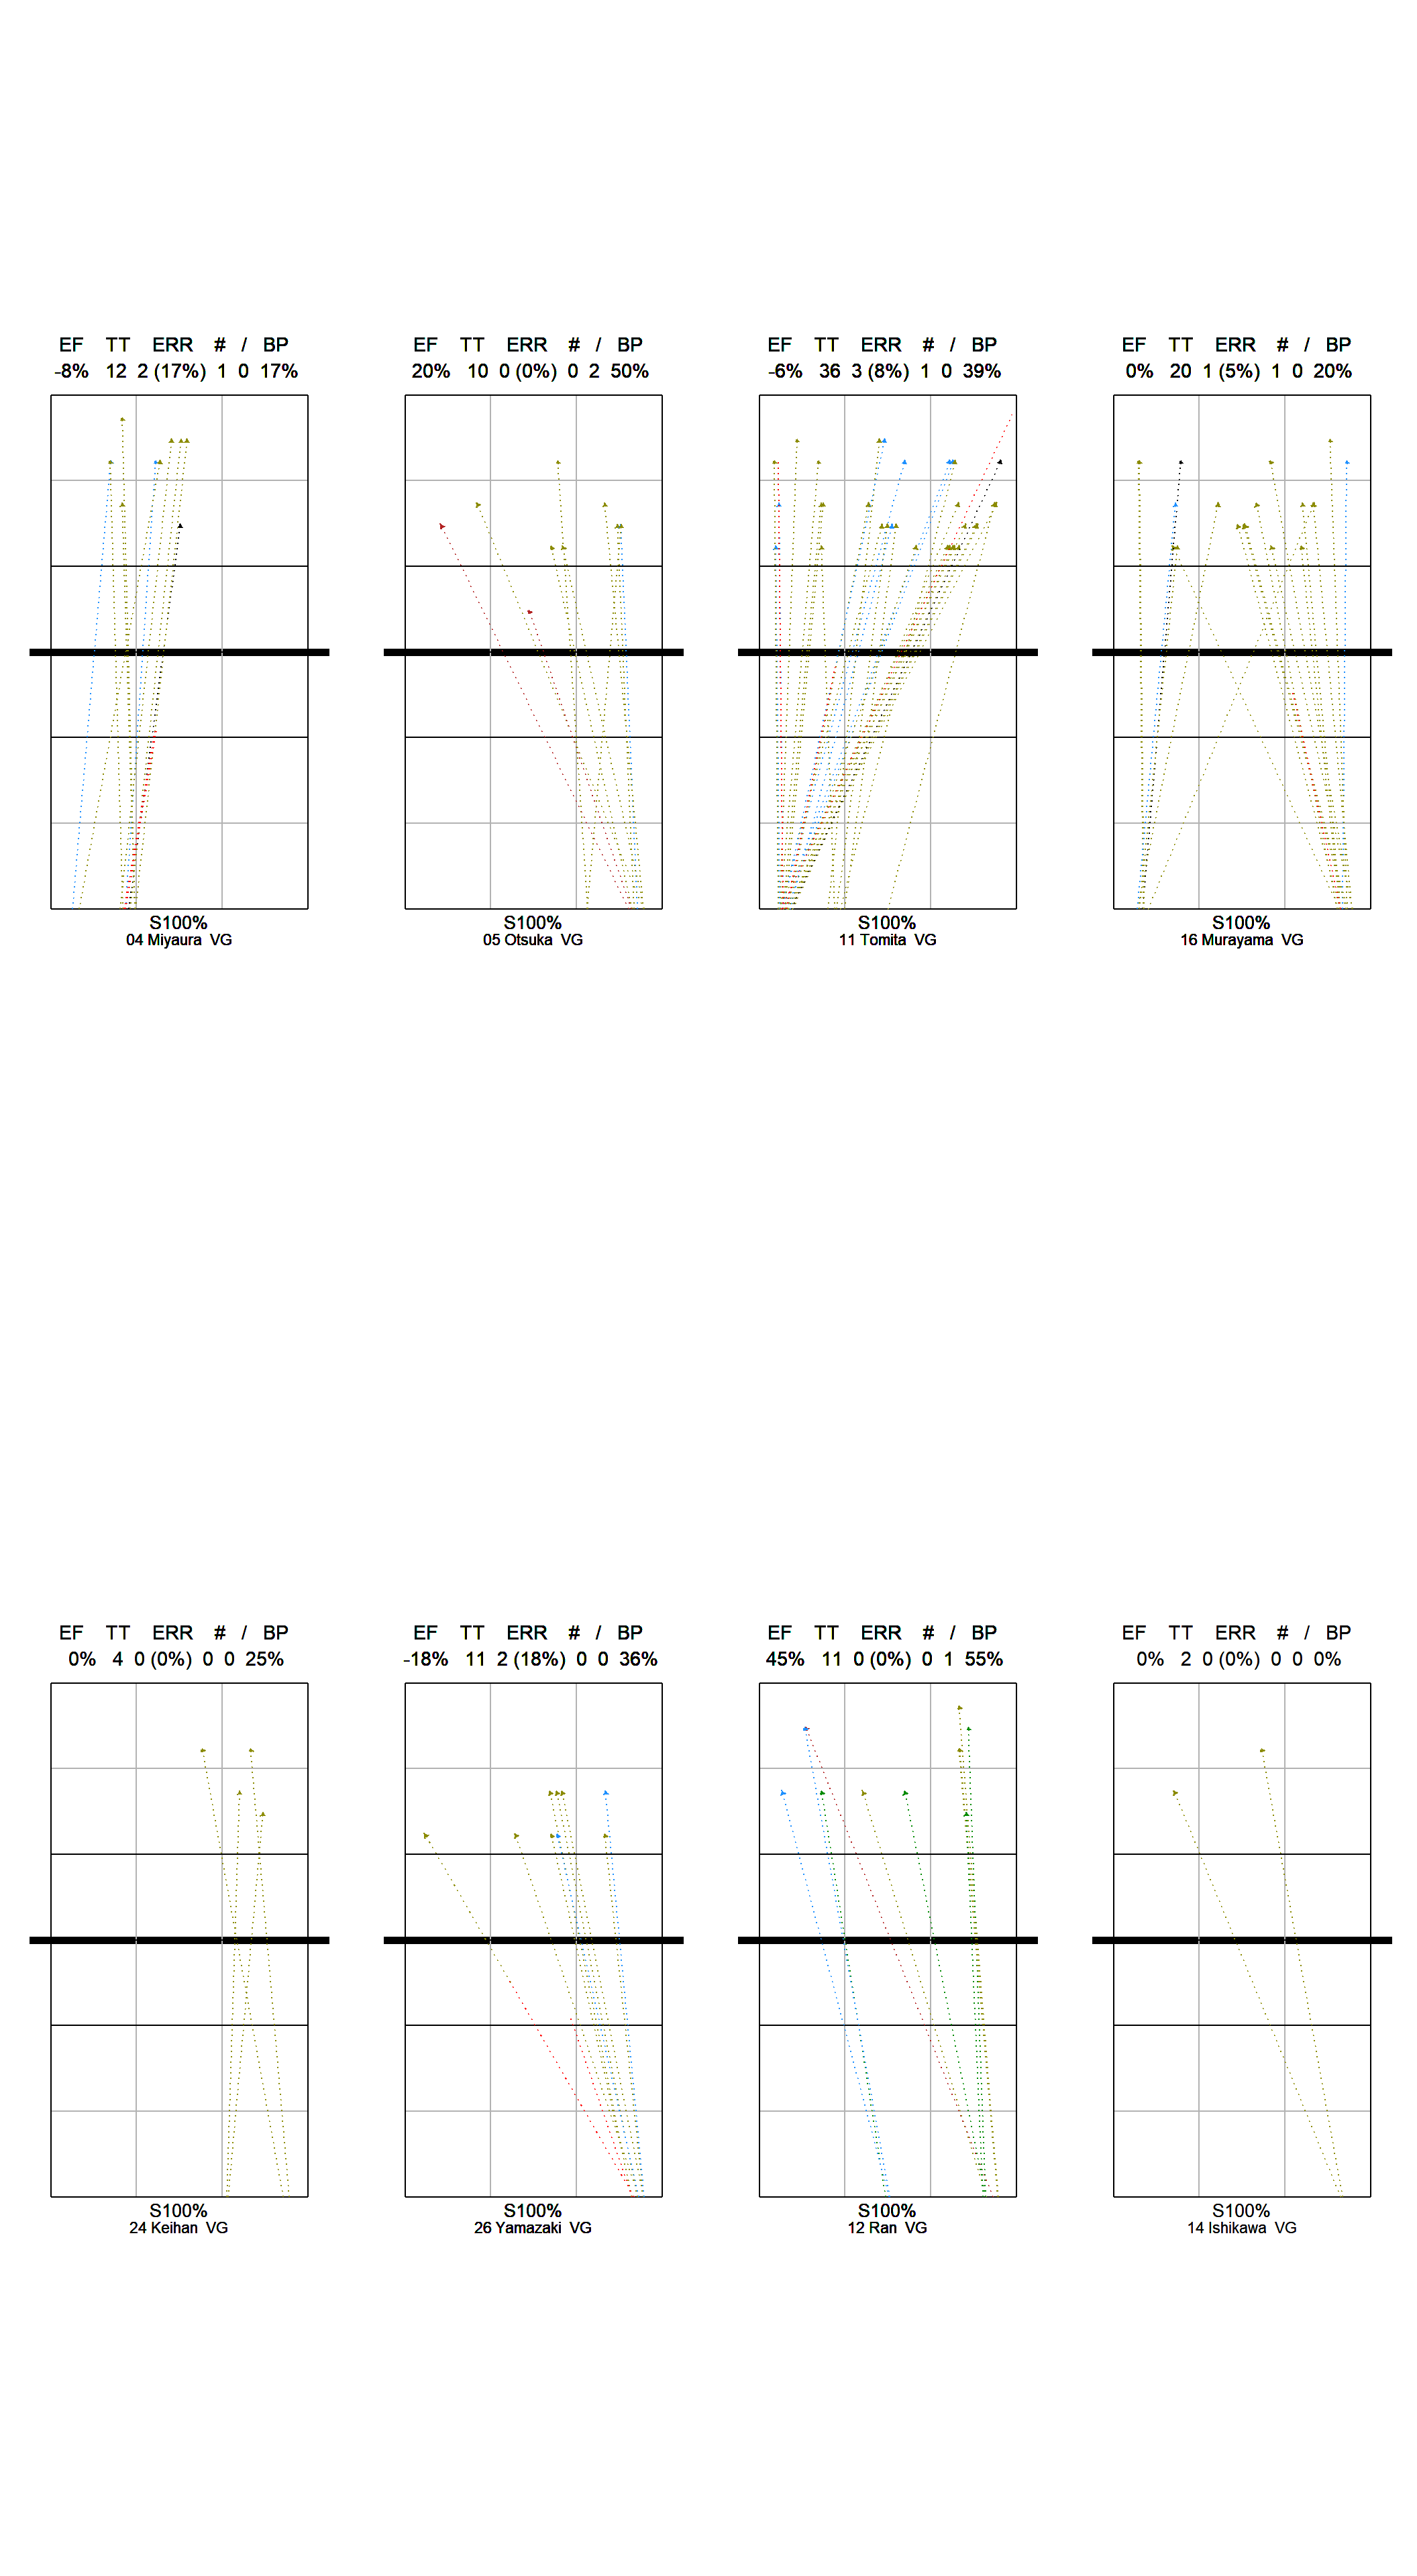 EF TT ERR # / BP
-8% 12 2 (17%) 1 0 17%
EF TT ERR # / BP
20% 10 0 (0%) 0 2 50%
EF TT ERR # / BP
-6% 36 3 (8%) 1 0 39%
EF TT ERR # / BP
0% 20 1 (5%) 1 0 20%
S100%
04 Miyaura VG
S100%
05 Otsuka VG
S100%
11 Tomita VG
S100%
16 Murayama VG
EF TT ERR # / BP
0% 4 0 (0%) 0 0 25%
EF TT ERR # / BP
-18% 11 2 (18%) 0 0 36%
EF TT ERR # / BP
45% 11 0 (0%) 0 1 55%
EF TT ERR # / BP
0% 2 0 (0%) 0 0 0%
S100%
24 Keihan VG
S100%
26 Yamazaki VG
S100%
12 Ran VG
S100%
14 Ishikawa VG